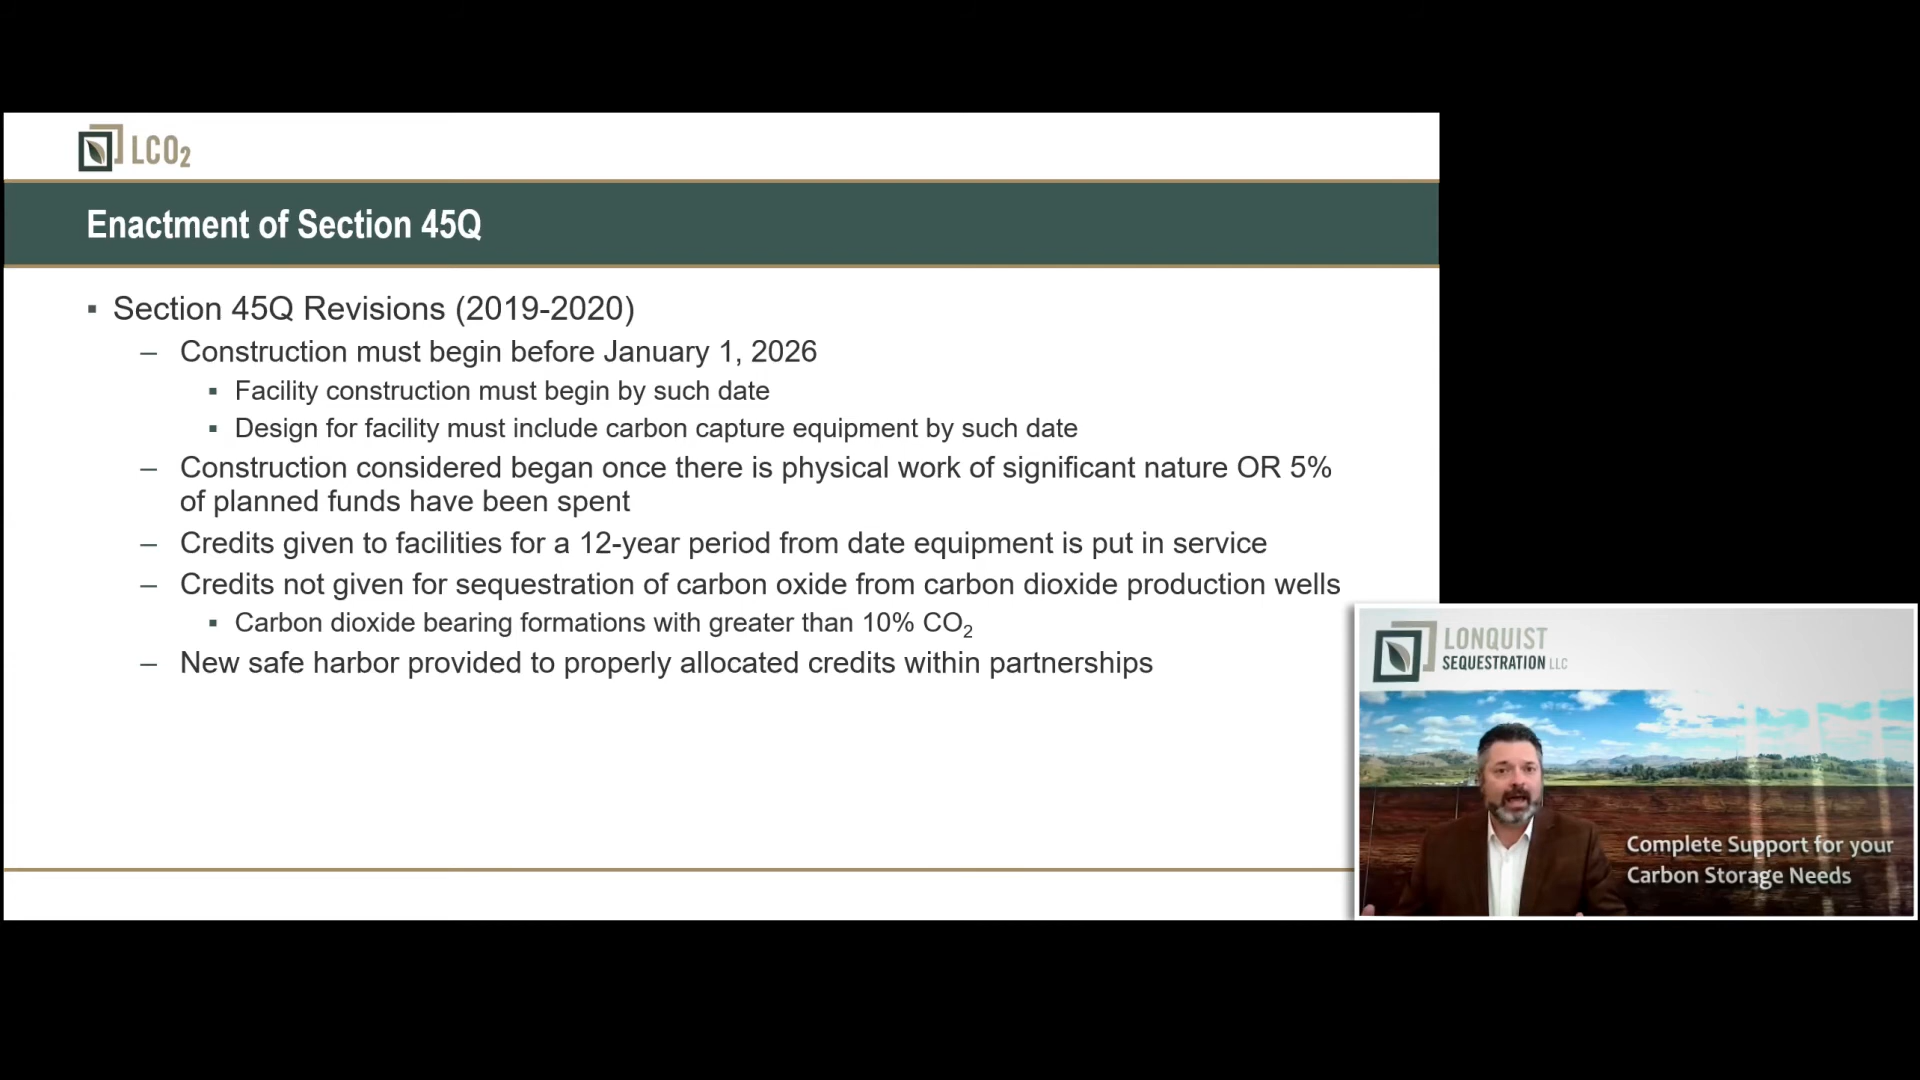 LCO2
Enactment of Section 45Q
▪ Section 45Q Revisions (2019-2020)
– Construction must begin before January 1, 2026
▪ Facility construction must begin by such date
▪ Design for facility must include carbon capture equipment by such date
– Construction considered began once there is physical work of significant nature OR 5%
of planned funds have been spent
– Credits given to facilities for a 12-year period from date equipment is put in service
– Credits not given for sequestration of carbon oxide from carbon dioxide production wells
▪ Carbon dioxide bearing formations with greater than 10% CO2
– New safe harbor provided to properly allocated credits within partnerships
LONQUIST
SEQUESTRATION LLC
Complete Support for your
Carbon Storage Needs